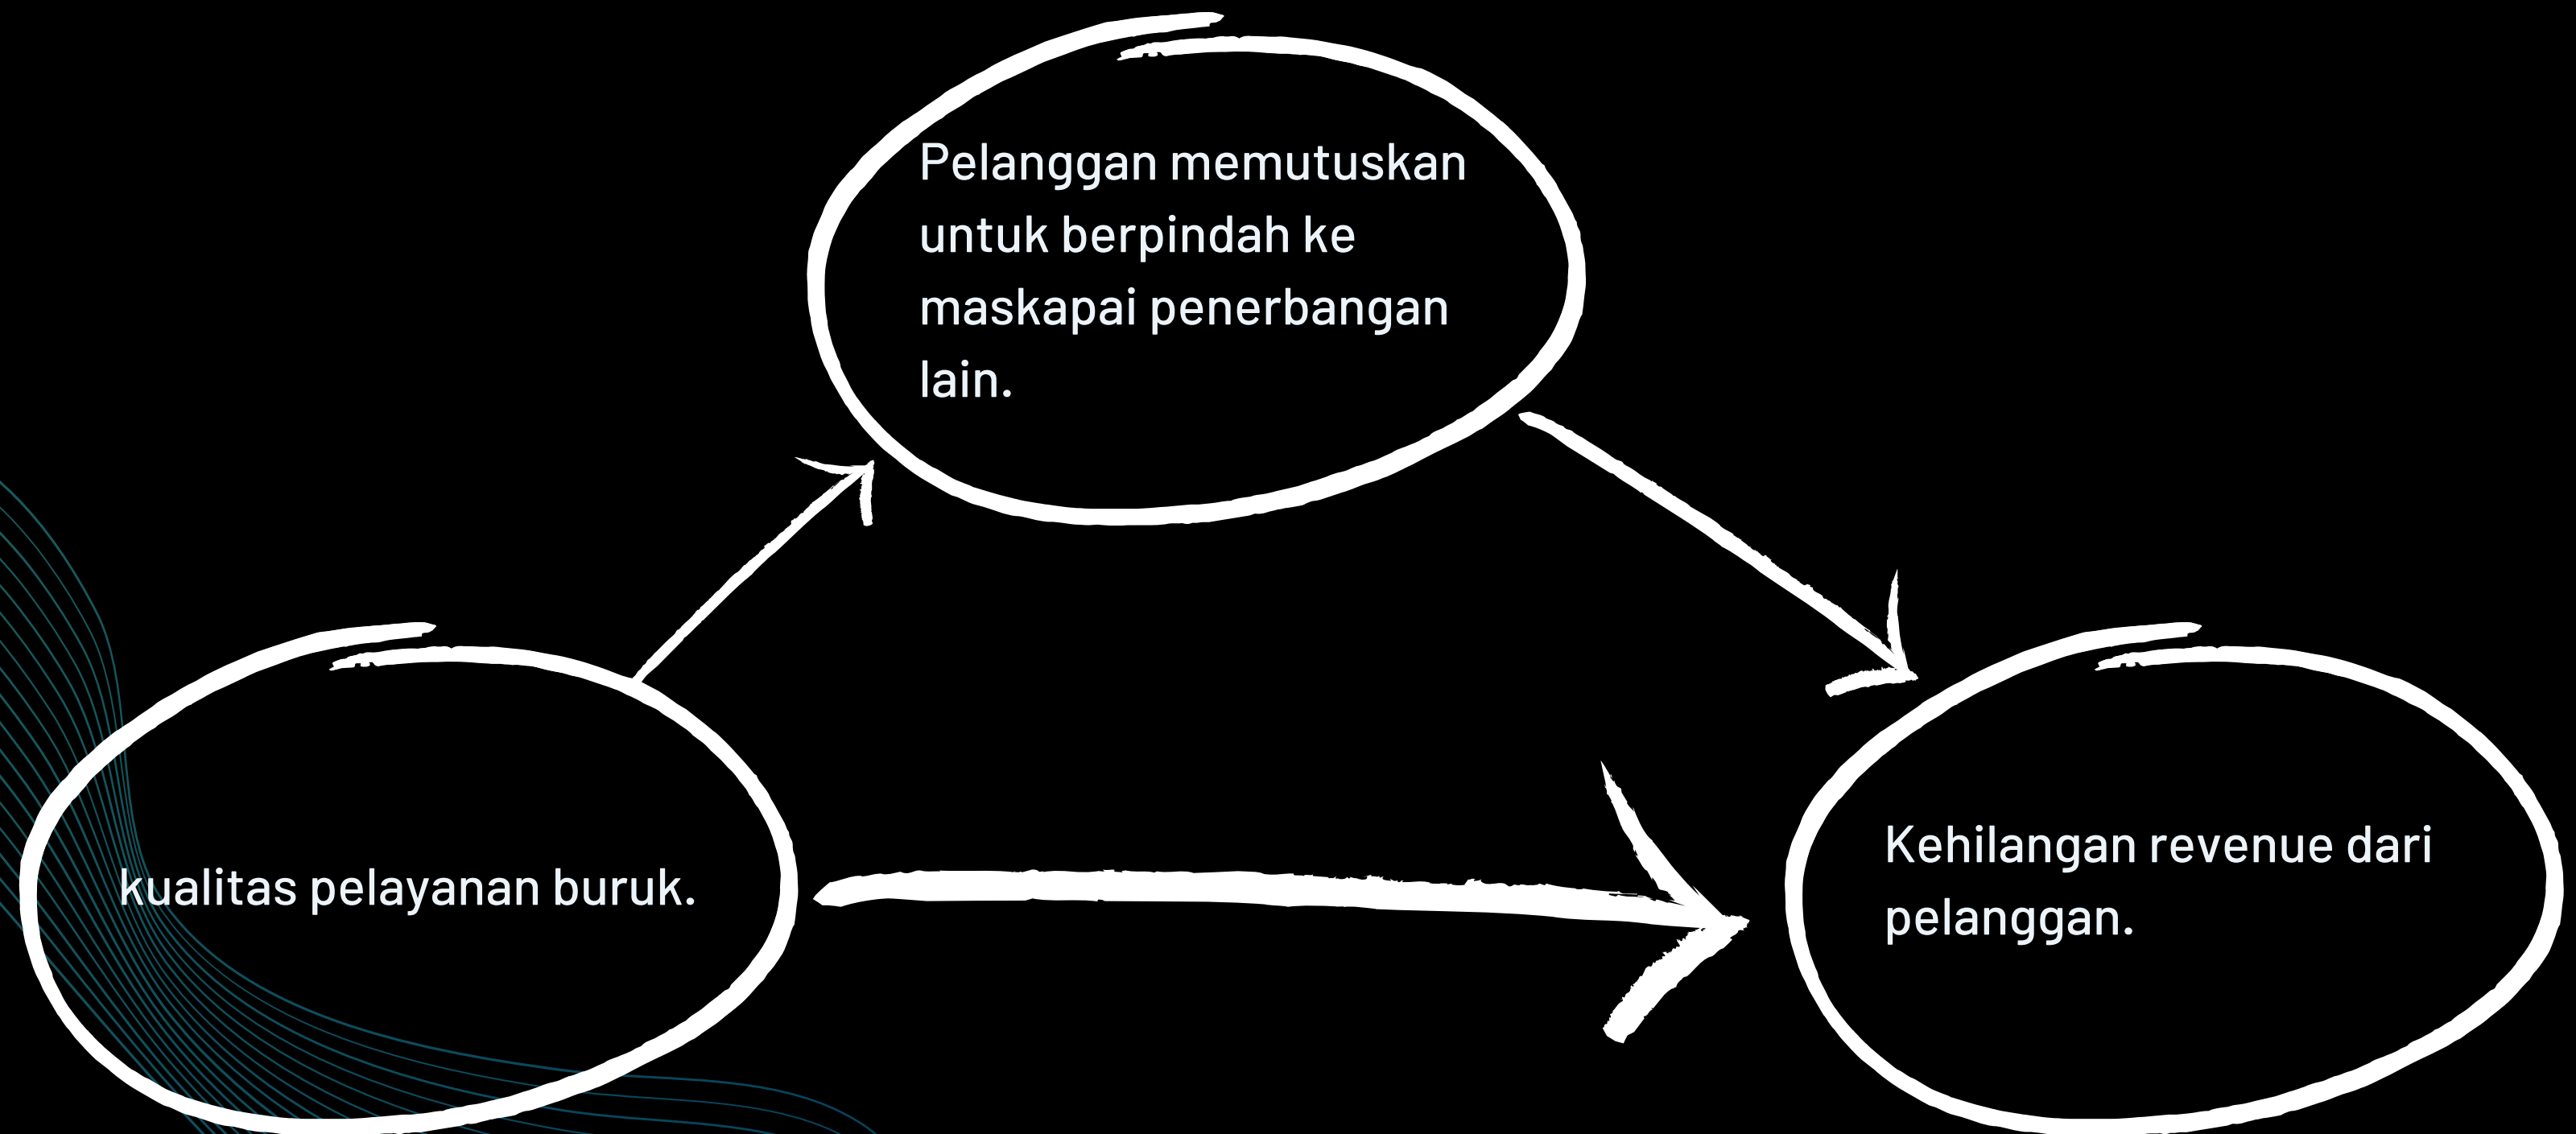 Pelanggan memutuskan
untuk berpindah ke
maskapai penerbangan
lain.
kualitas pelayanan buruk.
Kehilangan revenue dari
pelanggan.